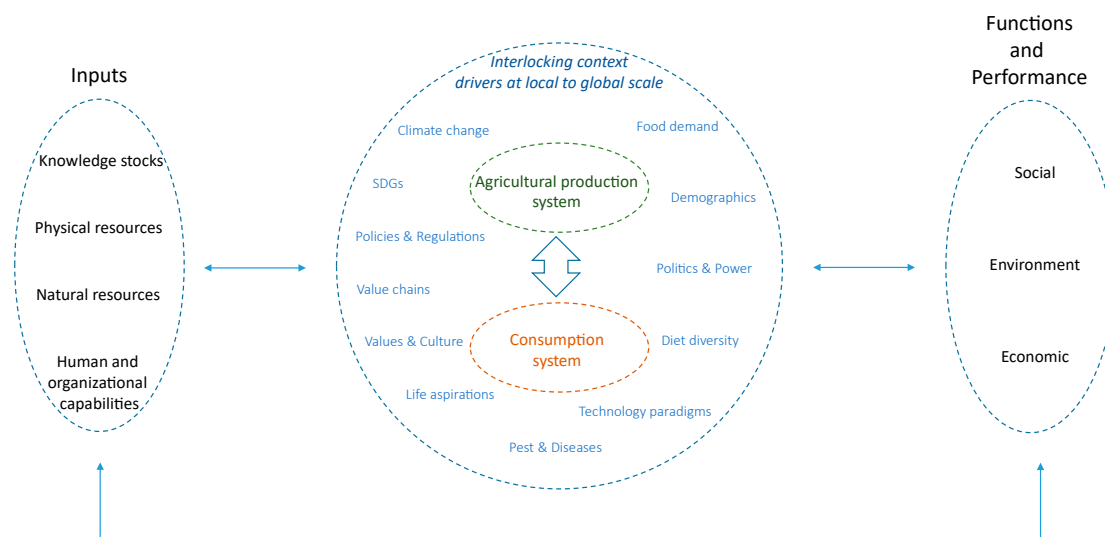 Inputs
Knowledge stocks
Physical resources
Natural resources
Human and
organizational
capabilities
Interlocking context
drivers at local to global scale
Climate change
Food demand
SDGs
Agricultural production
system
Demographics
Policies & Regulations
Politics & Power
Value chains
Values & Culture
Consumption
system
Diet diversity
Life aspirations
Technology paradigms
Pest & Diseases
Functions
and
Performance
Social
Environment
Economic